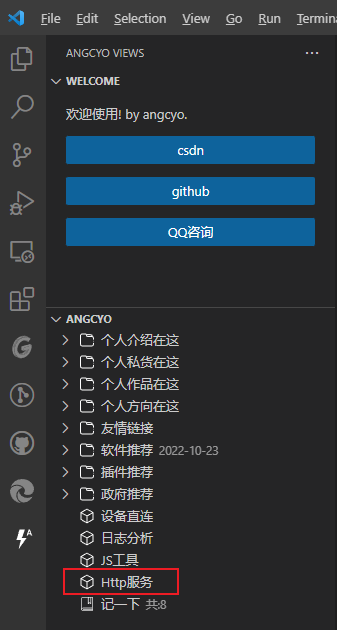 File Edit Selection View Go Run Termina
ANGCYO VIEWS
WELCOME
欢迎使用! by angcyo.
csdn
github
QQ咨询
ANGCYO
个人介绍在这
个人私货在这
个人作品在这
个人方向在这
友情链接
软件推荐 2022-10-23
插件推荐
政府推荐
设备直连
日志分析
JS工具
Http服务
记一下 共:8